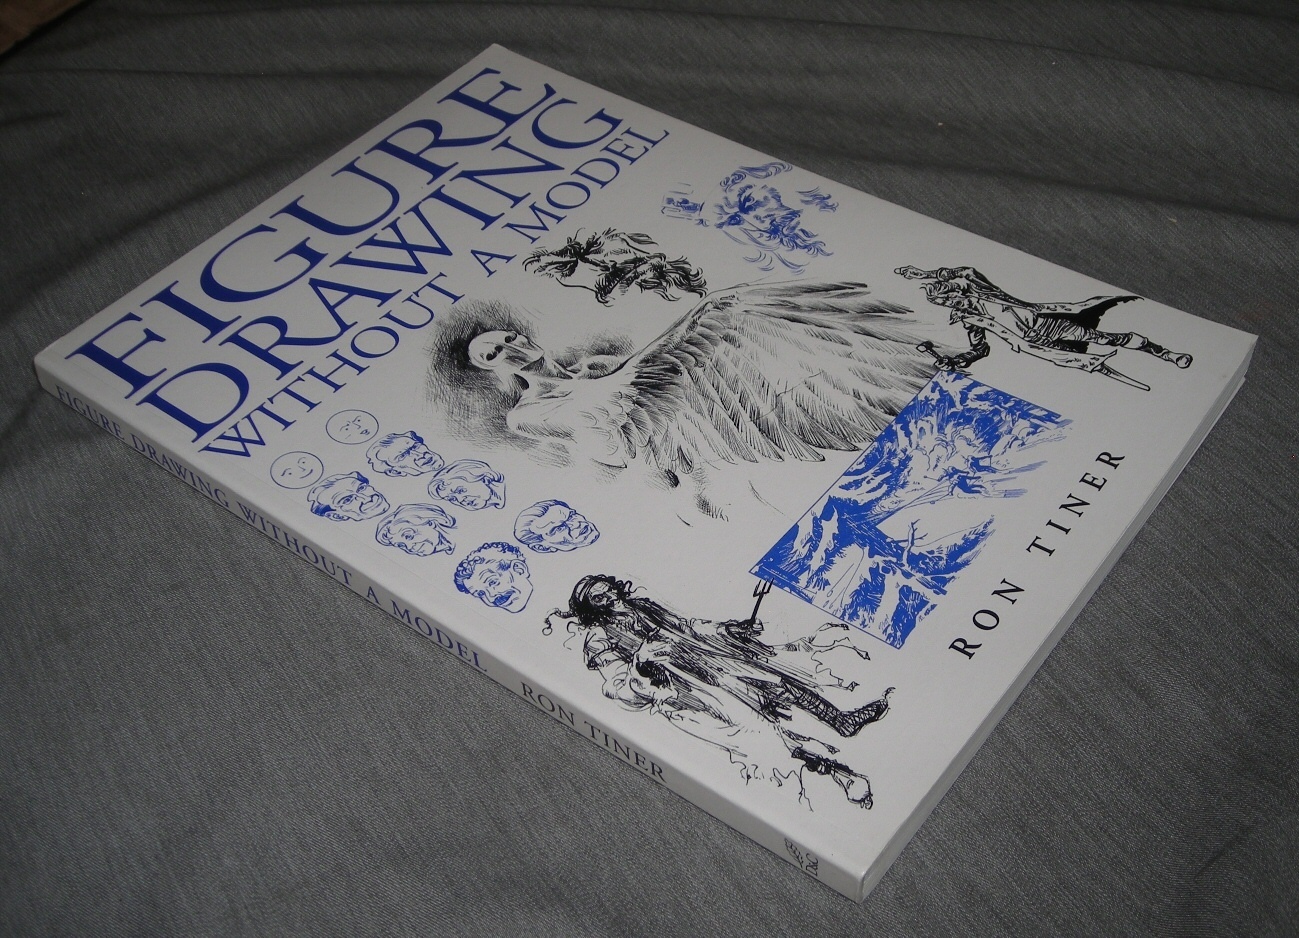 FIGURE
DRAWING
WITHOUT A MODEL
RON TINER
FIGURE DRAWING WITHOUT A MODEL RON TINER
D&C